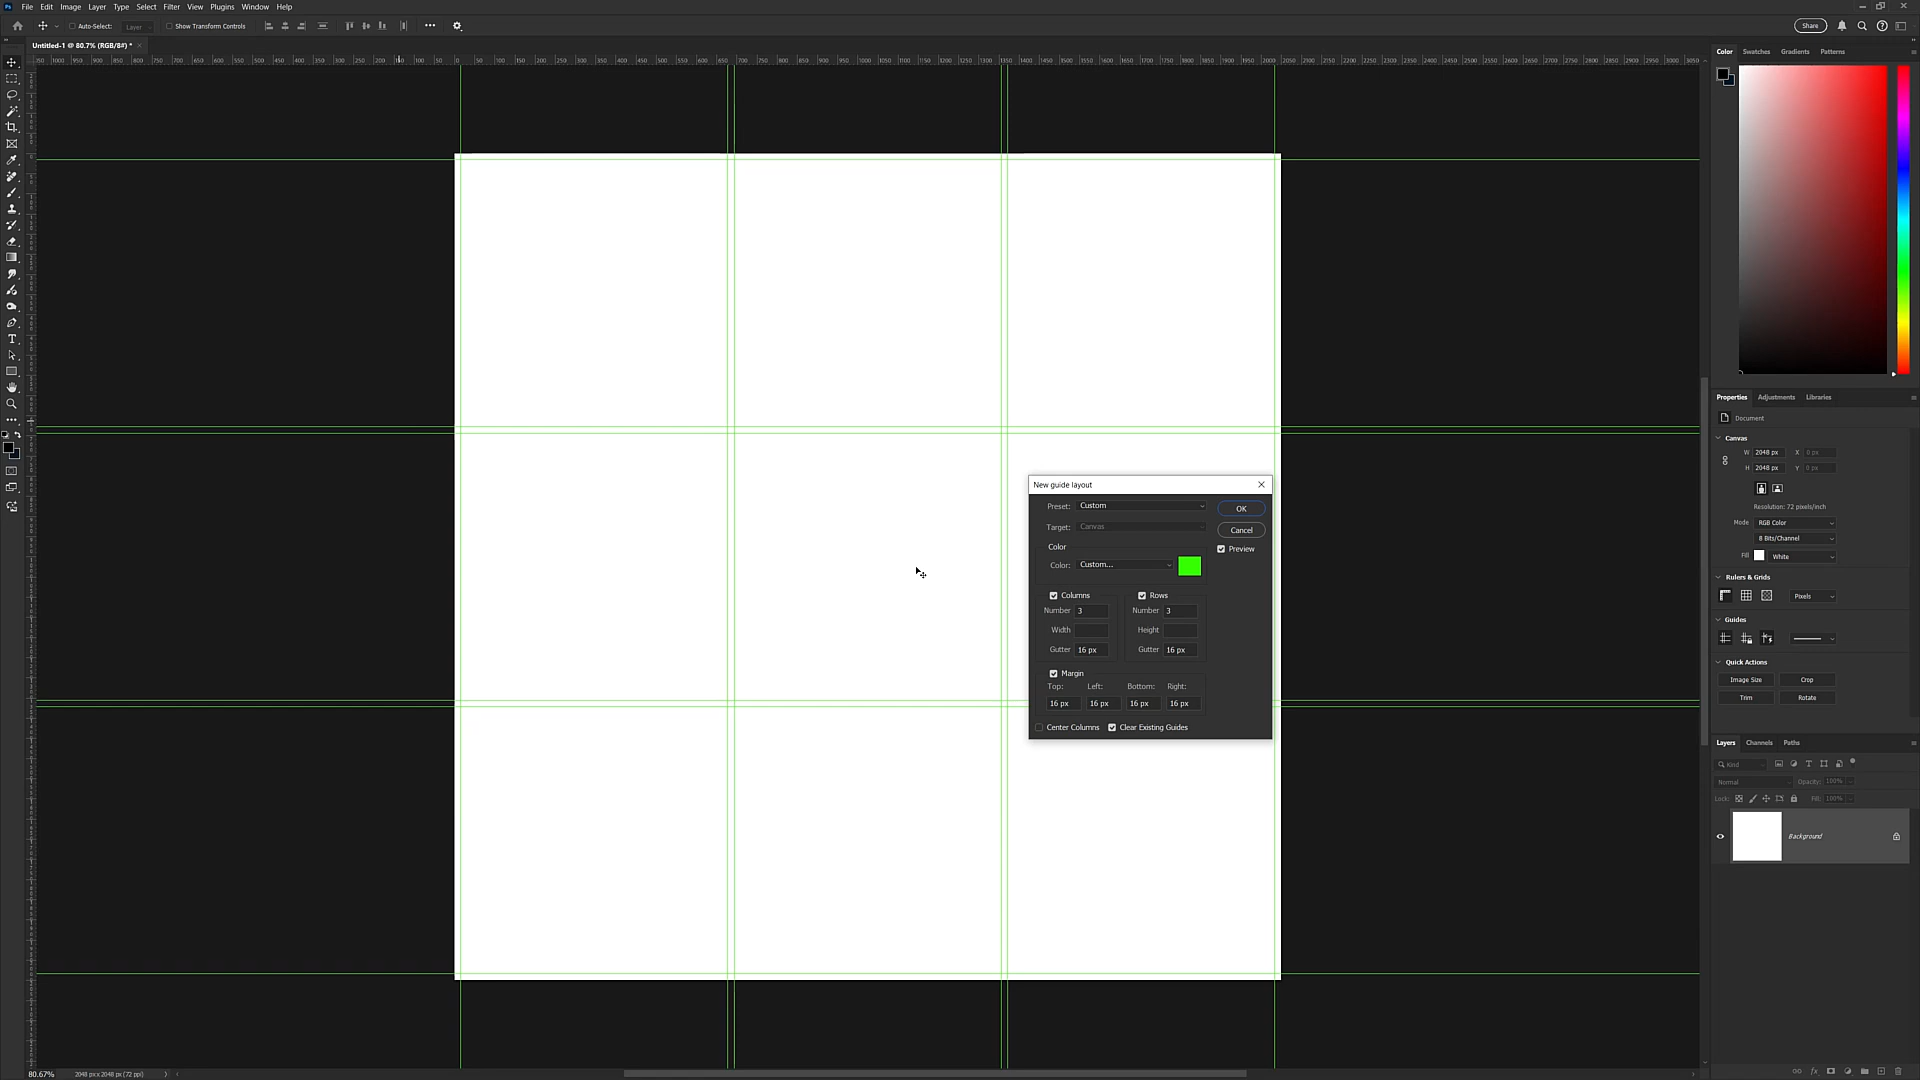 Ps File Edit Image Layer Type Select Filter View Plugins Window Help
Auto-Select: Layer Show Transform Controls Share
Untitled-1 @ 80.7% (RGB/8#) *
Color Swatches Gradients Patterns
New guide layout
Preset: Custom OK
Target: Canvas Cancel
Color Preview
Color: Custom...
Columns Rows
Number 3 Number 3
Width Height
Gutter 16 px Gutter 16 px
Margin
Top: Left: Bottom: Right:
16 px 16 px 16 px 16 px
Center Columns Clear Existing Guides
Properties Adjustments Libraries
Document
Canvas
W 2048 px X 0 px
H 2048 px Y 0 px
Resolution: 72 pixels/inch
Mode RGB Color
8 Bits/Channel
Fill White
Rulers & Grids
Pixels
Guides
Quick Actions
Image Size Crop
Trim Rotate
Layers Channels Paths
Kind
Normal Opacity: 100%
Lock: Fill: 100%
Background
80.67% 2048 px x 2048 px (72 ppi)